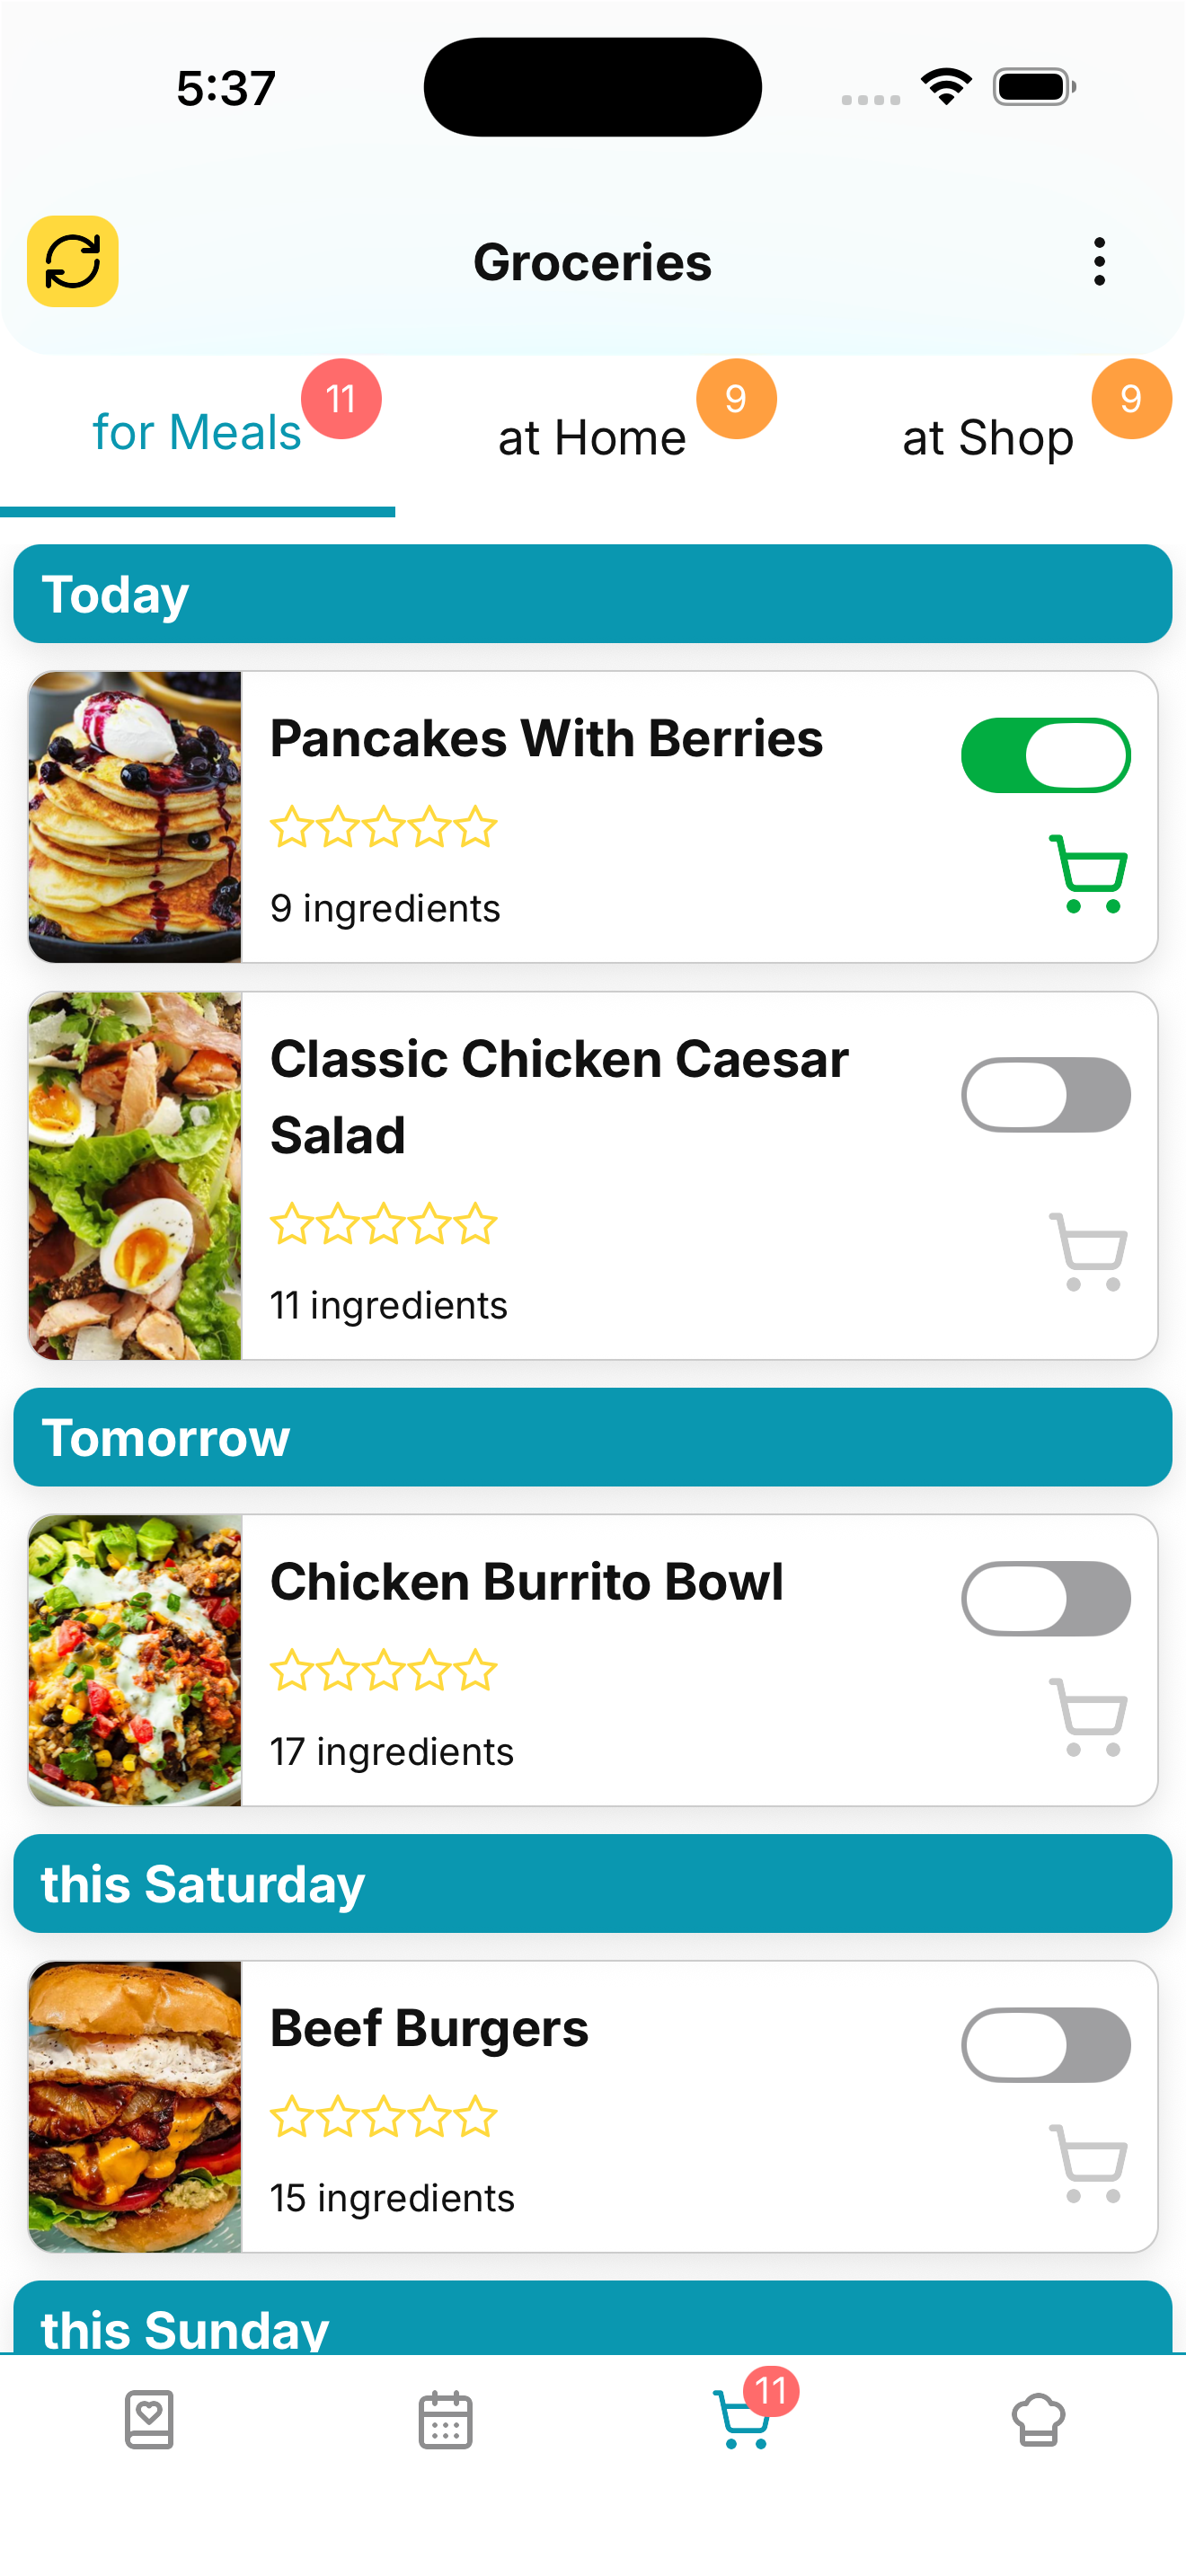 5:37
Groceries
for Meals
11
at Home
9
at Shop
9
Today
Pancakes With Berries
9 ingredients
Classic Chicken Caesar
Salad
11 ingredients
Tomorrow
Chicken Burrito Bowl
17 ingredients
this Saturday
Beef Burgers
15 ingredients
this Sunday
11